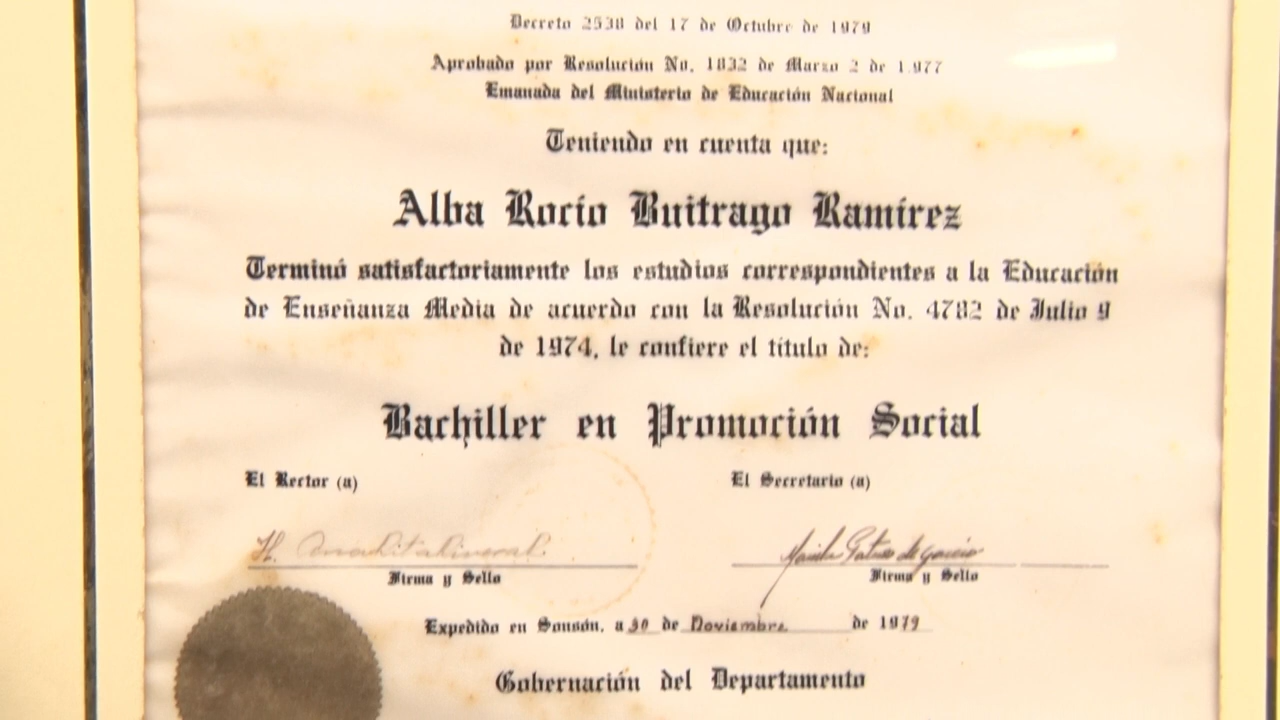 Decreto 2538 del 17 de Octubre de 1979
Aprobado por Resolución No. 1832 de Marzo 2 de 1.977
Emanada del Ministerio de Educación Nacional
Teniendo en cuenta que:
Alba Rocío Buitrago Ramírez
Terminó satisfactoriamente los estudios correspondientes a la Educación
de Enseñanza Media de acuerdo con la Resolución No. 4782 de Julio 9
de 1974, le confiere el título de:
Bachiller en Promoción Social
El Rector (a) El Secretario (a)
Firma y Sello Firma y Sello
Expedido en Sonsón, a 30 de Noviembre de 1979
Gobernación del Departamento